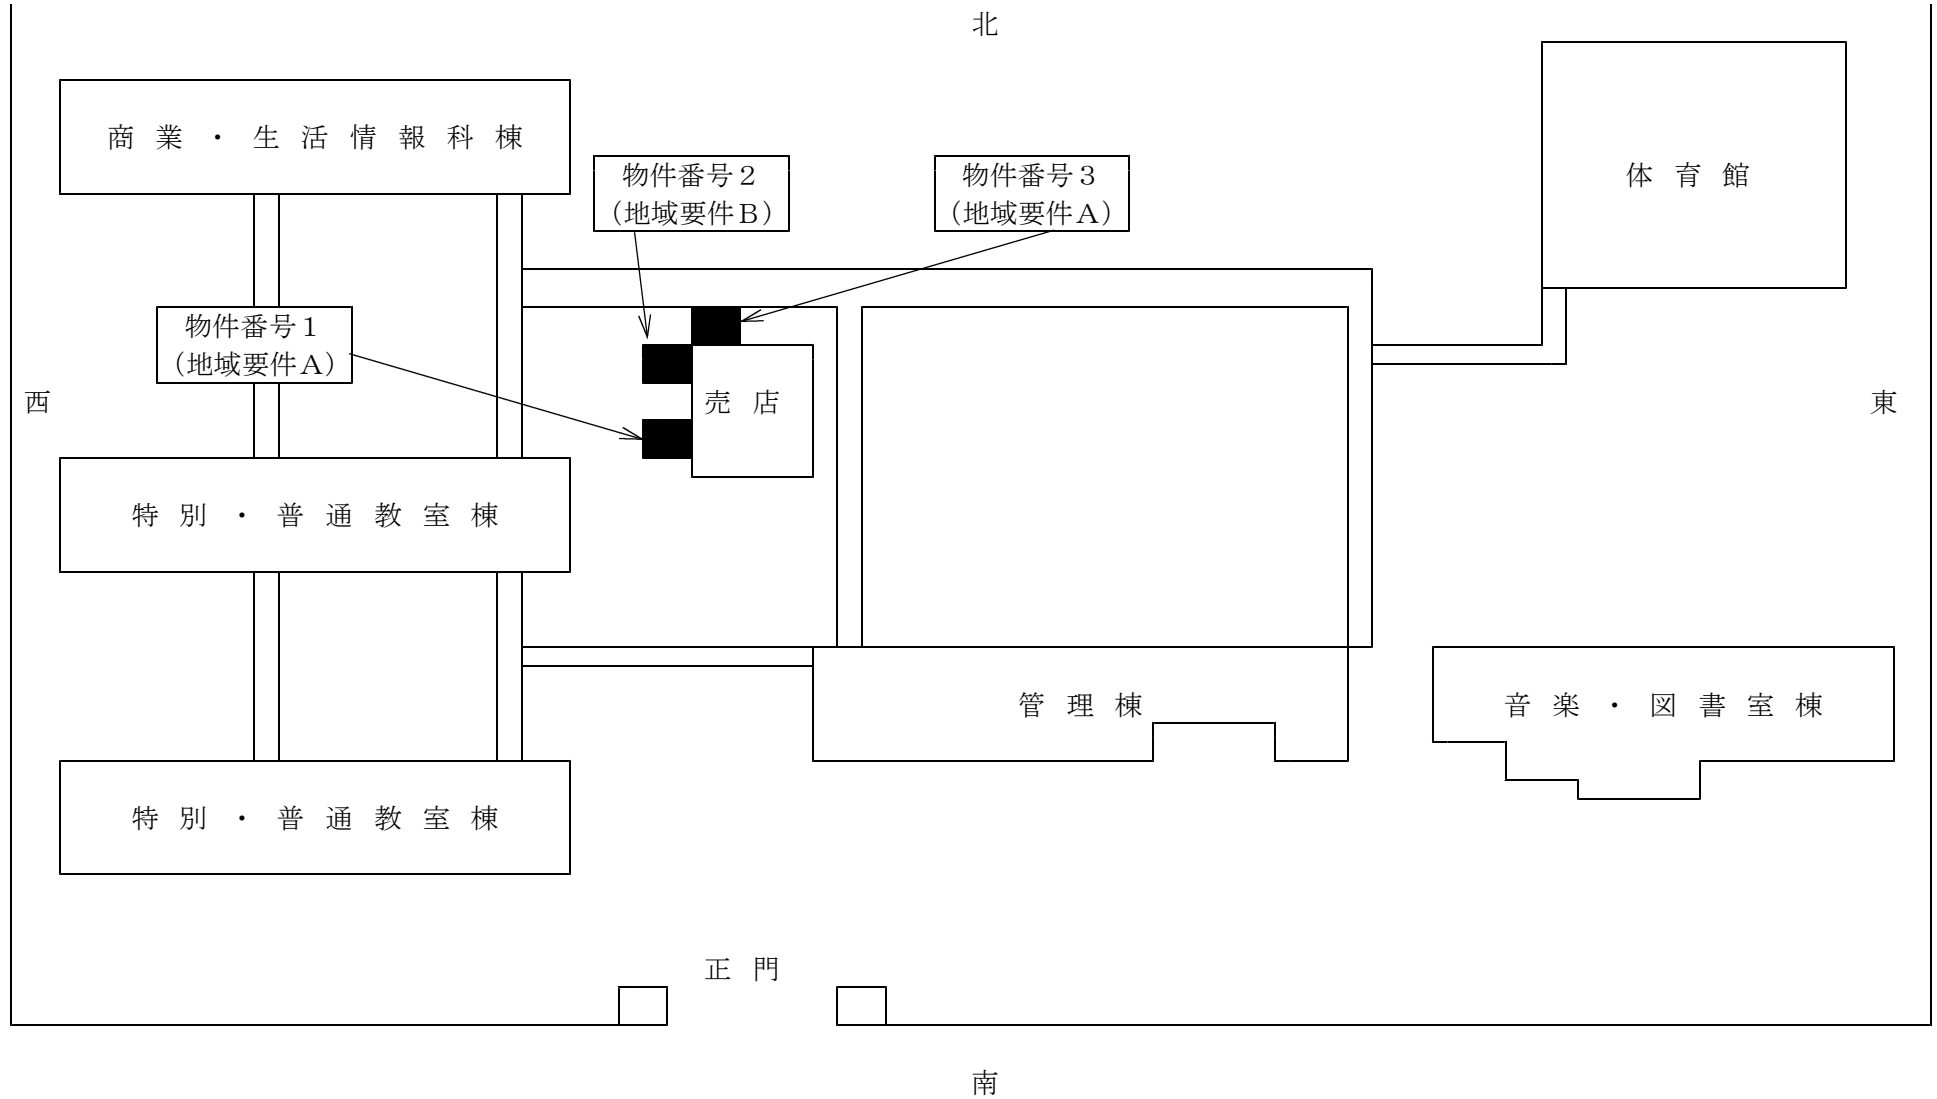 北
商業・生活情報科棟
物件番号２
（地域要件Ｂ）
物件番号３
（地域要件Ａ）
体育館
物件番号１
（地域要件Ａ）
西
売店
東
特別・普通教室棟
管理棟
音楽・図書室棟
特別・普通教室棟
正門
南